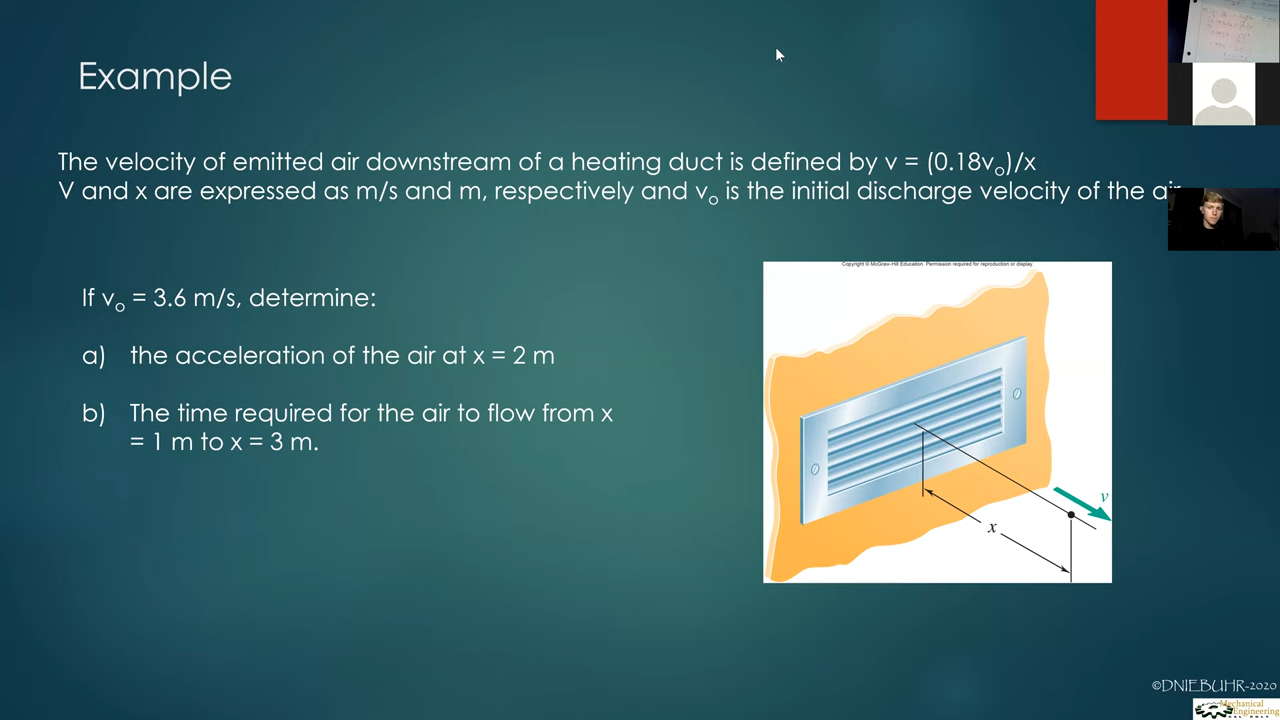 Example
The velocity of emitted air downstream of a heating duct is defined by v = (0.18vₒ)/x
V and x are expressed as m/s and m, respectively and vₒ is the initial discharge velocity of the air
If vₒ = 3.6 m/s, determine:
a) the acceleration of the air at x = 2 m
b) The time required for the air to flow from x
= 1 m to x = 3 m.
Copyright © McGraw-Hill Education. Permission required for reproduction or display.
v
x
©DNIEBUHR-2020
Mechanical
Engineering